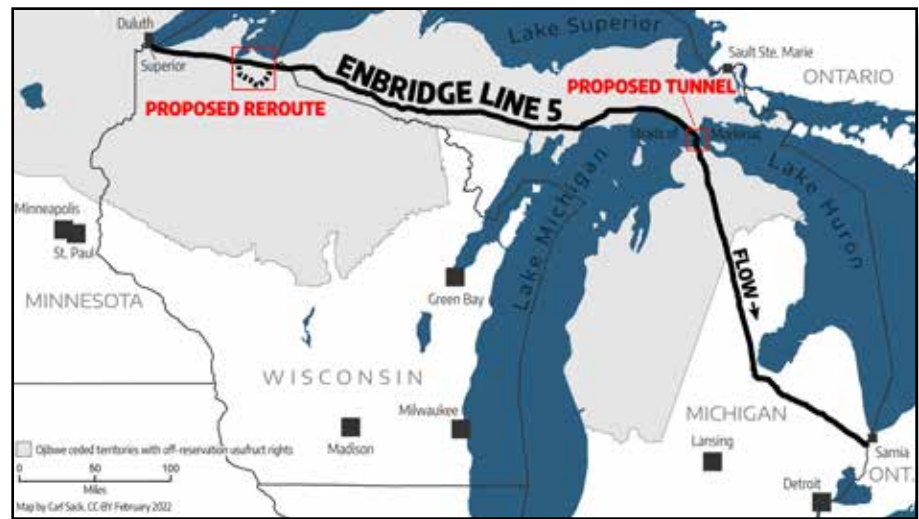 Duluth
Superior
PROPOSED REROUTE
ENBRIDGE LINE 5
Lake Superior
Sault Ste. Marie
ONTARIO
PROPOSED TUNNEL
Straits of Mackinac
Minneapolis
St. Paul
MINNESOTA
Green Bay
Lake Michigan
Lake Huron
FLOW →
WISCONSIN
Milwaukee
Madison
MICHIGAN
Lansing
Sarnia
ONT.
Detroit
Ojibwe ceded territories with off-reservation usufruct rights
0 50 100
Miles
Map by Carl Sack, CC-BY February 2022